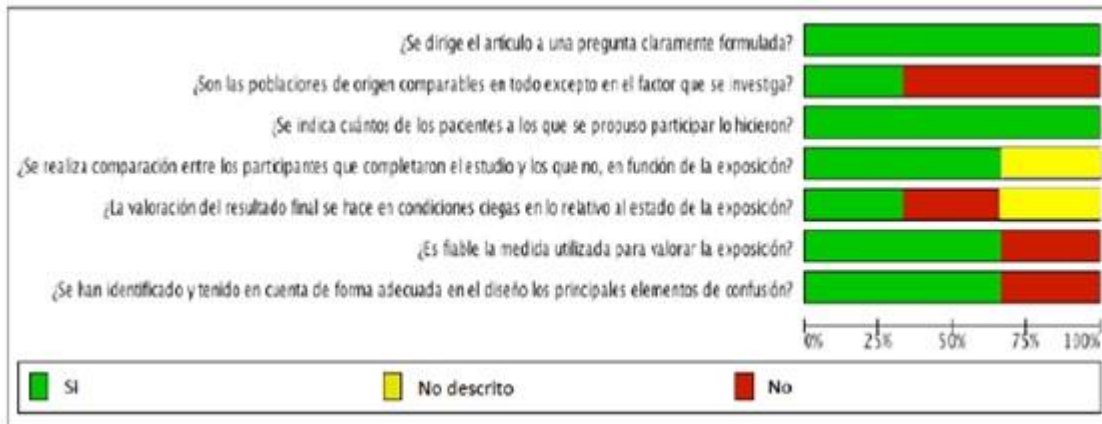 ¿Se dirige el artículo a una pregunta claramente formulada?
¿Son las poblaciones de origen comparables en todo excepto en el factor que se investiga?
¿Se indica cuántos de los pacientes a los que se propuso participar lo hicieron?
¿Se realiza comparación entre los participantes que completaron el estudio y los que no, en función de la exposición?
¿La valoración del resultado final se hace en condiciones ciegas en lo relativo al estado de la exposición?
¿Es fiable la medida utilizada para valorar la exposición?
¿Se han identificado y tenido en cuenta de forma adecuada en el diseño los principales elementos de confusión?
0% 25% 50% 75% 100%
SI No descrito No